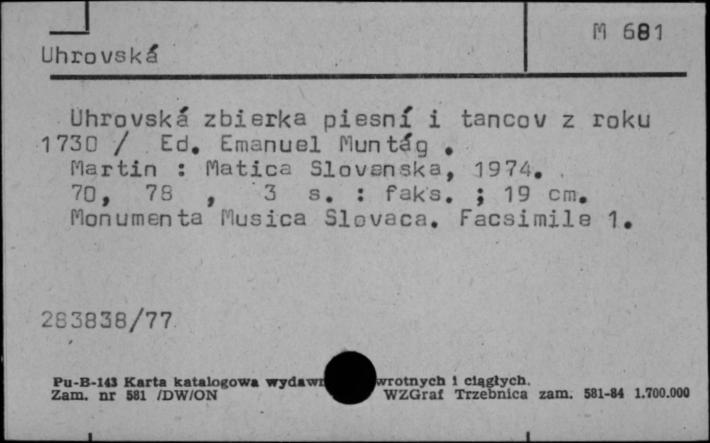 M 681
Uhrovská
Uhrovská zbierka piesní i tancov z roku
1730 / Ed. Emanuel Muntág .
Martin : Matica Slovenska, 1974.
70, 78 , 3 s. : faks. ; 19 cm.
Monumenta Musica Slovaca. Facsimile 1.
283838/77
Pu-B-143 Karta katalogowa wrotnych i ciągłych.
Zam. nr 581 /DW/ON WZGraf Trzebnica zam. 581-84 1.700.000